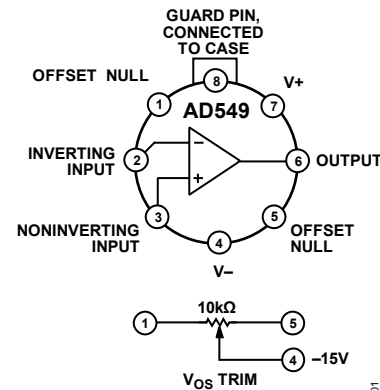 GUARD PIN,
CONNECTED
TO CASE
OFFSET NULL
8
V+
1
AD549
7
INVERTING
INPUT
2
−
6
OUTPUT
+
NONINVERTING
INPUT
3
5
OFFSET
NULL
4
V–
10kΩ
1
5
4
–15V
VOS TRIM